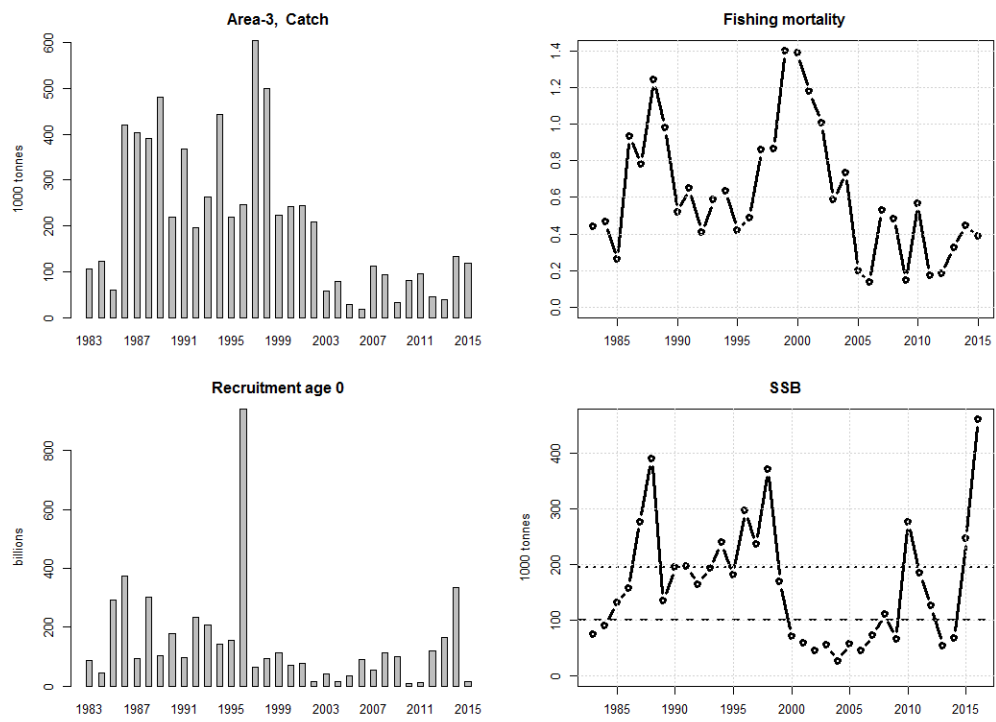 Area-3, Catch
1000 tonnes
600
500
400
300
200
100
0
1983 1987 1991 1995 1999 2003 2007 2011 2015
Fishing mortality
1.4
1.2
1.0
0.8
0.6
0.4
0.2
0.0
1985 1990 1995 2000 2005 2010 2015
Recruitment age 0
billions
800
600
400
200
0
1983 1987 1991 1995 1999 2003 2007 2011 2015
SSB
1000 tonnes
400
300
200
100
0
1985 1990 1995 2000 2005 2010 2015